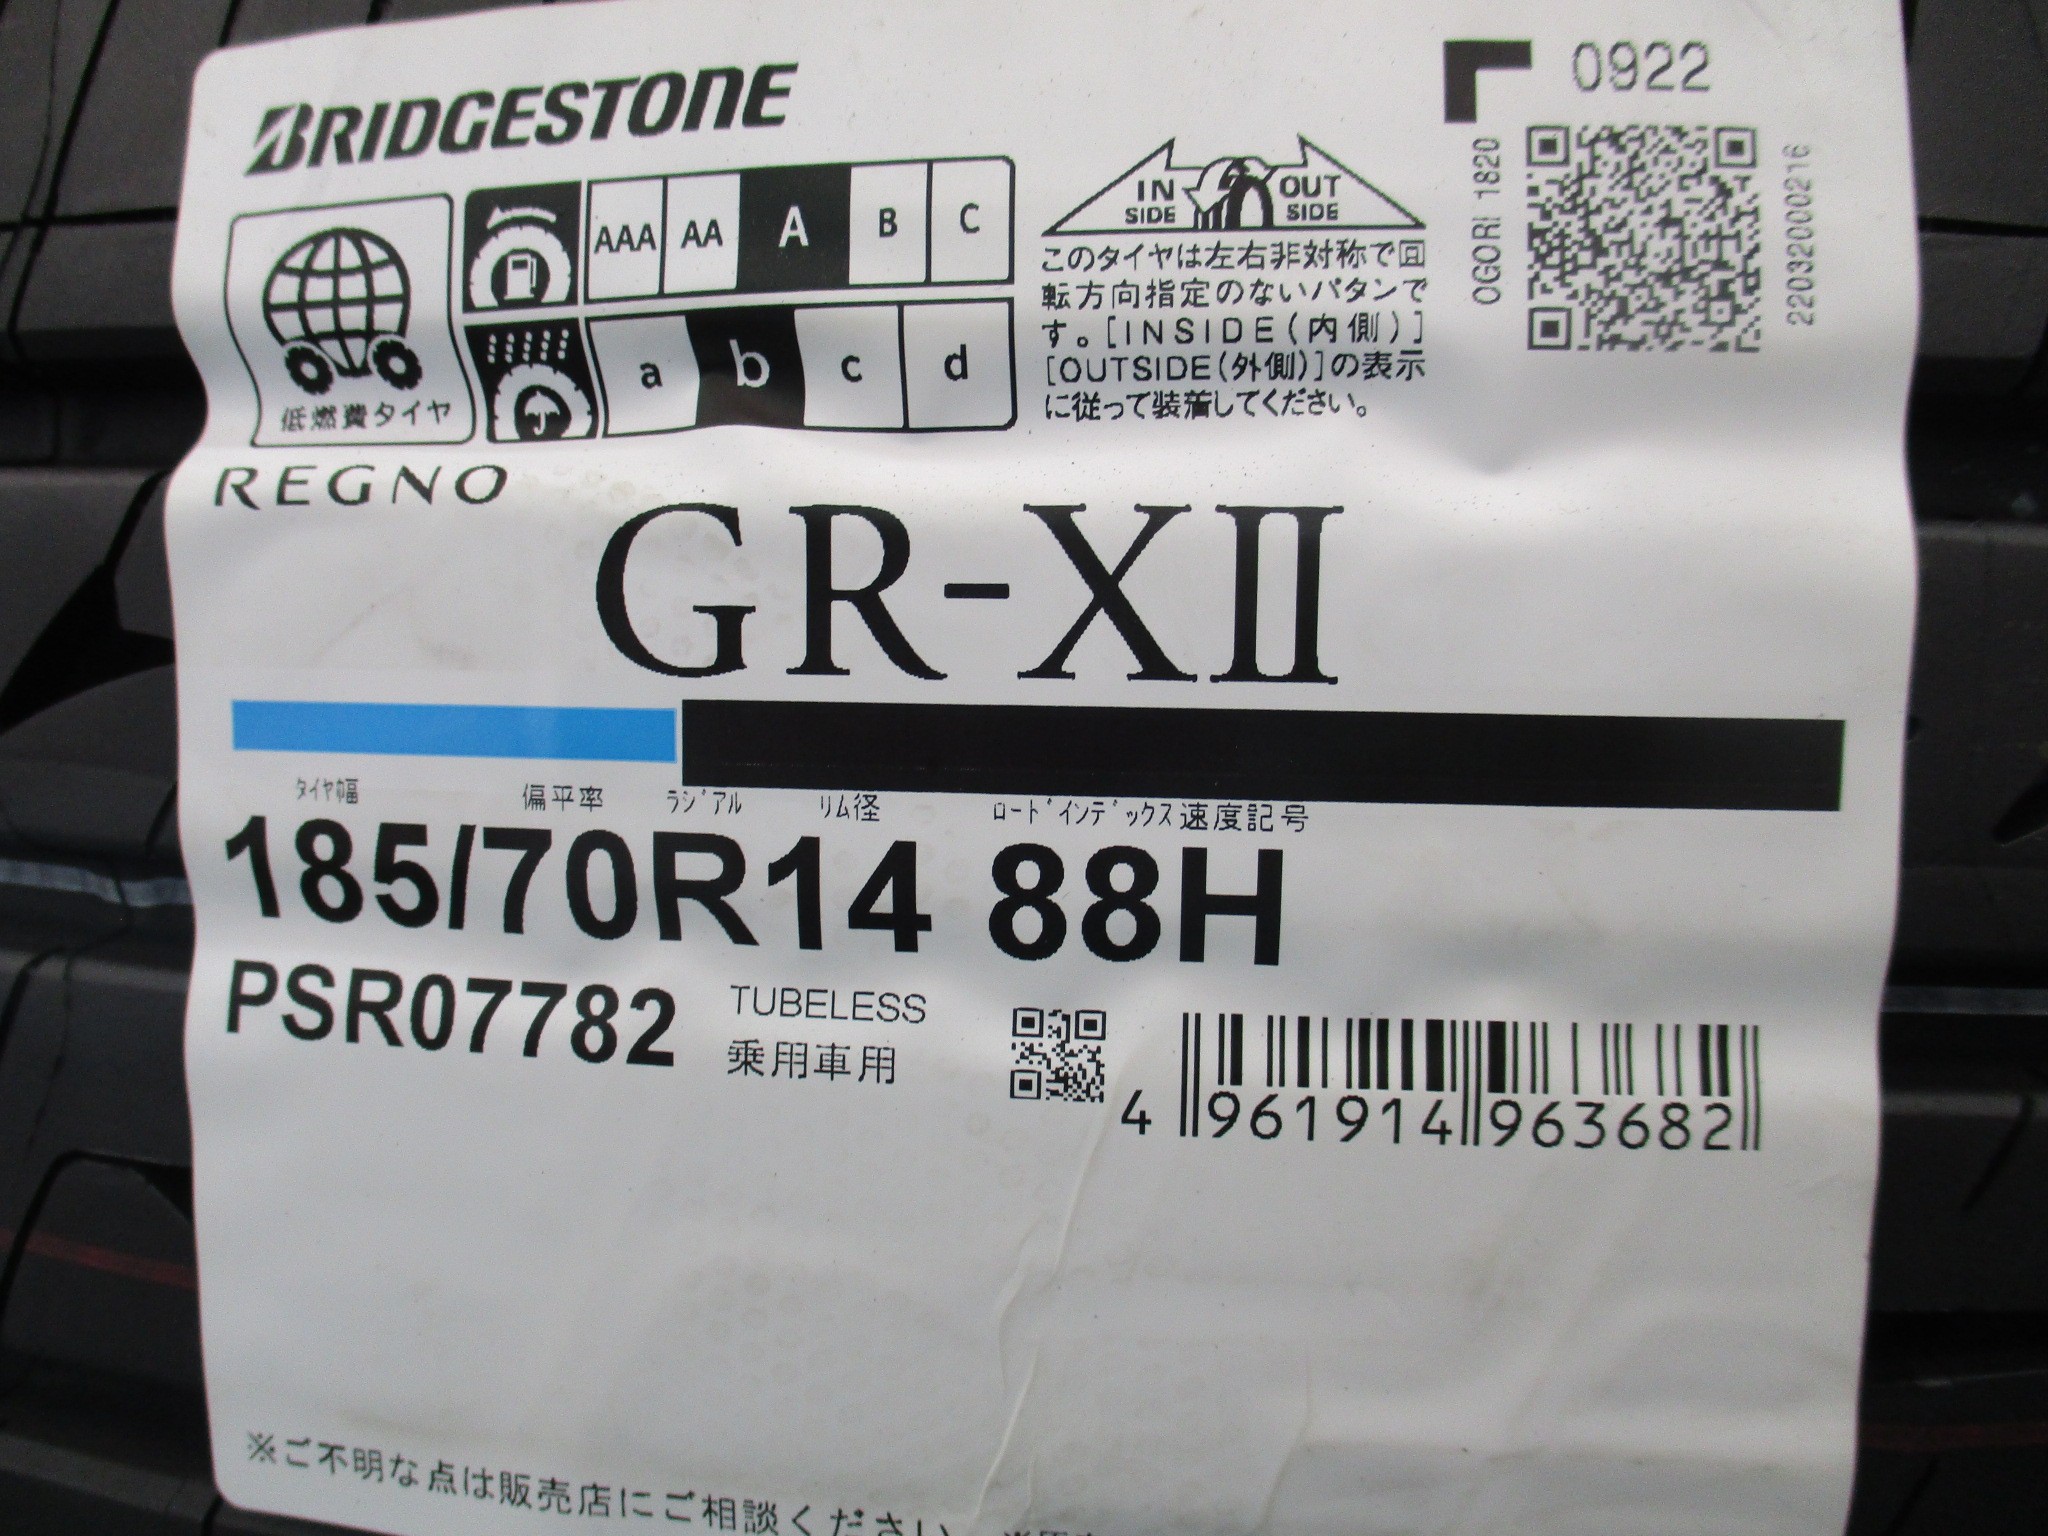 BRIDGESTONE
0922
OGORI 1820
220320000216
AAA AA A B C
a b c d
低燃費タイヤ
IN SIDE
OUT SIDE
このタイヤは左右非対称で回
転方向指定のないパタンで
す。[INSIDE(内側)]
[OUTSIDE(外側)]の表示
に従って装着してください。
REGNO
GR-XⅡ
タイヤ幅 偏平率 ラジアル リム径 ロードインデックス 速度記号
185/70R14 88H
PSR07782
TUBELESS
乗用車用
4 961914 963682
※ご不明な点は販売店にご相談ください